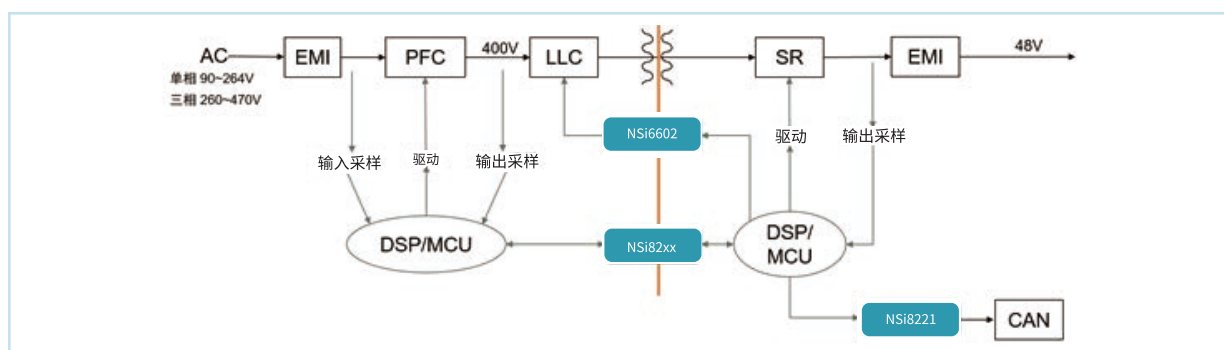 AC
单相 90~264V
三相 260~470V
EMI
PFC
400V
LLC
SR
EMI
48V
NSi6602
输入采样
驱动
输出采样
驱动
输出采样
DSP/MCU
NSi82xx
DSP/
MCU
NSi8221
CAN